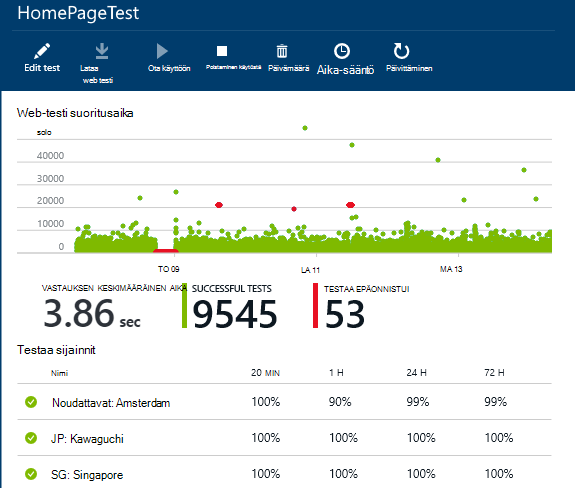 HomePageTest
Edit test
Lataa
web testi
Ota käyttöön
Poistaminen käytöstä
Päivämäärä
Aika-sääntö
Päivittäminen
Web-testi suoritusaika
solo
40000
30000
20000
10000
0
TO 09 LA 11 MA 13
VASTAUKSEN KESKIMÄÄRÄINEN AIKA SUCCESSFUL TESTS TESTAA EPÄONNISTUI
3.86 sec 9545 53
Testaa sijainnit
Nimi 20 MIN 1 H 24 H 72 H
Noudattavat: Amsterdam 100% 90% 99% 99%
JP: Kawaguchi 100% 100% 100% 100%
SG: Singapore 100% 100% 100% 100%